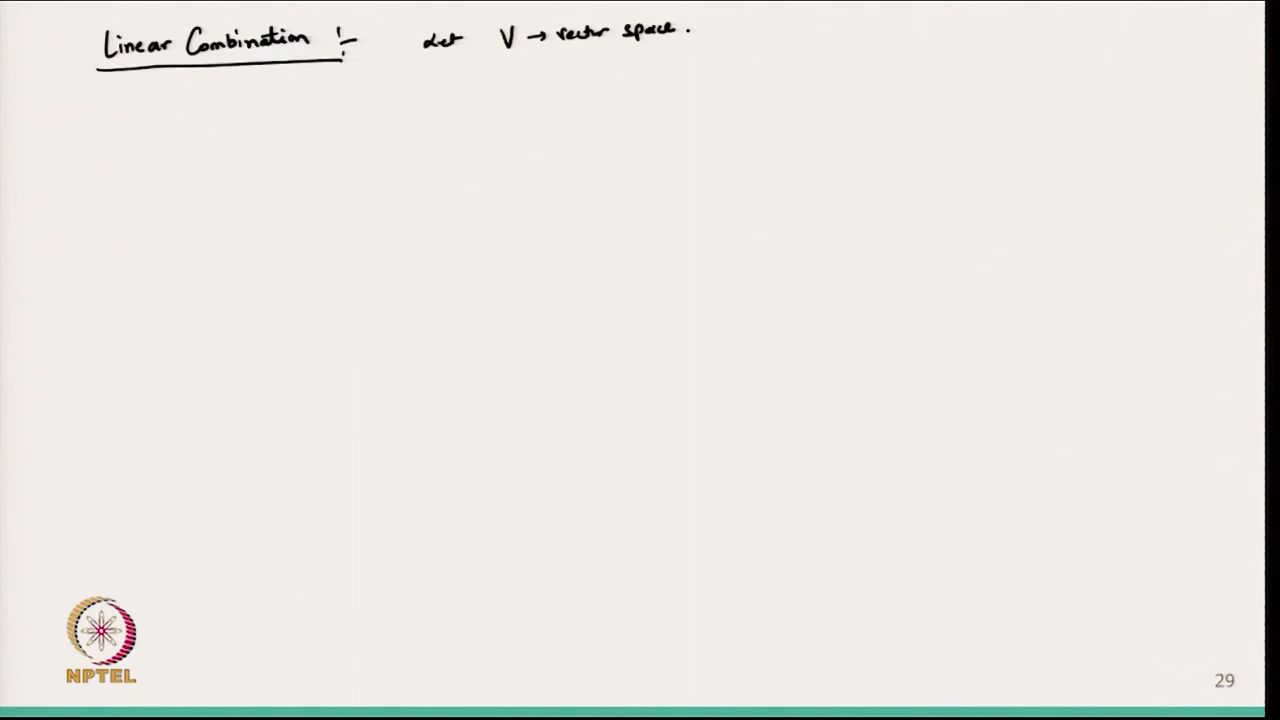 Linear Combination :- Let V → vector space.
NPTEL
29